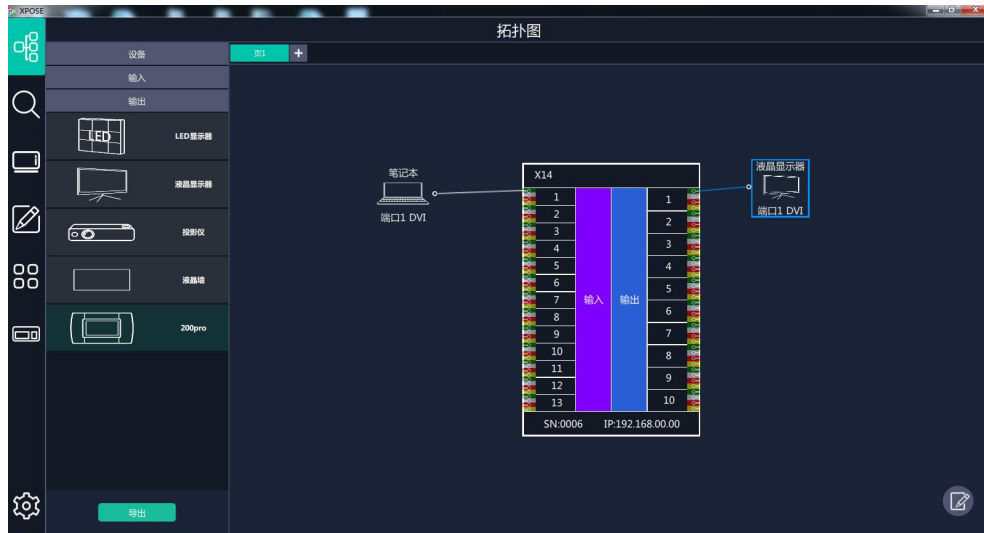 XPOSE
拓扑图
设备
输入
输出
LED
LED显示器
液晶显示器
投影仪
液晶墙
200pro
导出
页1 +
笔记本
端口1 DVI
X14
1
2
3
4
5
6
7
8
9
10
11
12
13
输入
输出
1
2
3
4
5
6
7
8
9
10
SN:0006 IP:192.168.00.00
液晶显示器
端口1 DVI